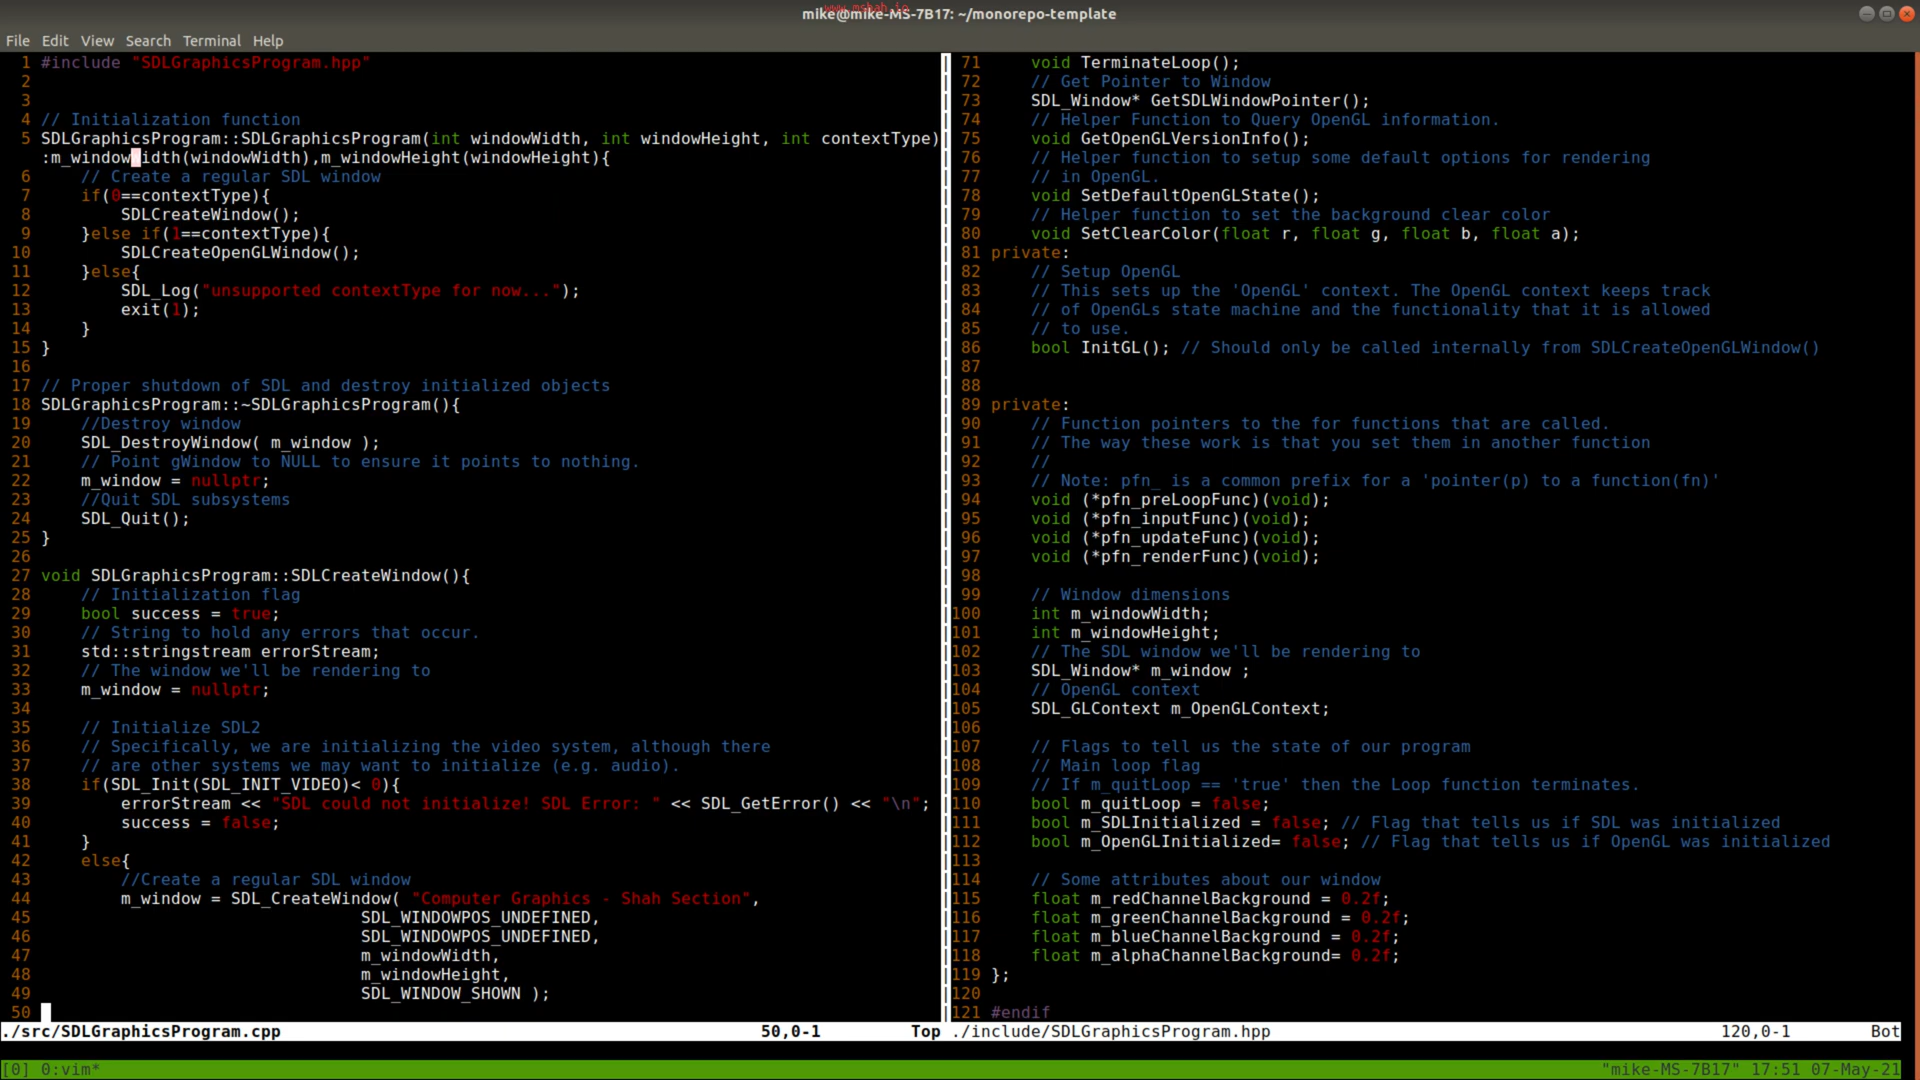 www.mshah.io
mike@mike-MS-7B17: ~/monorepo-template
File Edit View Search Terminal Help
1 #include "SDLGraphicsProgram.hpp"
2
3
4 // Initialization function
5 SDLGraphicsProgram::SDLGraphicsProgram(int windowWidth, int windowHeight, int contextType)
:m_windowWidth(windowWidth),m_windowHeight(windowHeight){
6     // Create a regular SDL window
7     if(0==contextType){
8         SDLCreateWindow();
9     }else if(1==contextType){
10         SDLCreateOpenGLWindow();
11     }else{
12         SDL_Log("unsupported contextType for now...");
13         exit(1);
14     }
15 }
16
17 // Proper shutdown of SDL and destroy initialized objects
18 SDLGraphicsProgram::~SDLGraphicsProgram(){
19     //Destroy window
20     SDL_DestroyWindow( m_window );
21     // Point gWindow to NULL to ensure it points to nothing.
22     m_window = nullptr;
23     //Quit SDL subsystems
24     SDL_Quit();
25 }
26
27 void SDLGraphicsProgram::SDLCreateWindow(){
28     // Initialization flag
29     bool success = true;
30     // String to hold any errors that occur.
31     std::stringstream errorStream;
32     // The window we'll be rendering to
33     m_window = nullptr;
34
35     // Initialize SDL2
36     // Specifically, we are initializing the video system, although there
37     // are other systems we may want to initialize (e.g. audio).
38     if(SDL_Init(SDL_INIT_VIDEO)< 0){
39         errorStream << "SDL could not initialize! SDL Error: " << SDL_GetError() << "\n";
40         success = false;
41     }
42     else{
43         //Create a regular SDL window
44         m_window = SDL_CreateWindow( "Computer Graphics - Shah Section",
45                                 SDL_WINDOWPOS_UNDEFINED,
46                                 SDL_WINDOWPOS_UNDEFINED,
47                                 m_windowWidth,
48                                 m_windowHeight,
49                                 SDL_WINDOW_SHOWN );
50
./src/SDLGraphicsProgram.cpp 50,0-1 Top
71     void TerminateLoop();
72     // Get Pointer to Window
73     SDL_Window* GetSDLWindowPointer();
74     // Helper Function to Query OpenGL information.
75     void GetOpenGLVersionInfo();
76     // Helper function to setup some default options for rendering
77     // in OpenGL.
78     void SetDefaultOpenGLState();
79     // Helper function to set the background clear color
80     void SetClearColor(float r, float g, float b, float a);
81 private:
82     // Setup OpenGL
83     // This sets up the 'OpenGL' context. The OpenGL context keeps track
84     // of OpenGLs state machine and the functionality that it is allowed
85     // to use.
86     bool InitGL(); // Should only be called internally from SDLCreateOpenGLWindow()
87
88
89 private:
90     // Function pointers to the for functions that are called.
91     // The way these work is that you set them in another function
92     //
93     // Note: pfn_ is a common prefix for a 'pointer(p) to a function(fn)'
94     void (*pfn_preLoopFunc)(void);
95     void (*pfn_inputFunc)(void);
96     void (*pfn_updateFunc)(void);
97     void (*pfn_renderFunc)(void);
98
99     // Window dimensions
100     int m_windowWidth;
101     int m_windowHeight;
102     // The SDL window we'll be rendering to
103     SDL_Window* m_window ;
104     // OpenGL context
105     SDL_GLContext m_OpenGLContext;
106
107     // Flags to tell us the state of our program
108     // Main loop flag
109     // If m_quitLoop == 'true' then the Loop function terminates.
110     bool m_quitLoop = false;
111     bool m_SDLInitialized = false; // Flag that tells us if SDL was initialized
112     bool m_OpenGLInitialized= false; // Flag that tells us if OpenGL was initialized
113
114     // Some attributes about our window
115     float m_redChannelBackground = 0.2f;
116     float m_greenChannelBackground = 0.2f;
117     float m_blueChannelBackground = 0.2f;
118     float m_alphaChannelBackground= 0.2f;
119 };
120
121 #endif
./include/SDLGraphicsProgram.hpp 120,0-1 Bot
[0] 0:vim* "mike-MS-7B17" 17:51 07-May-21